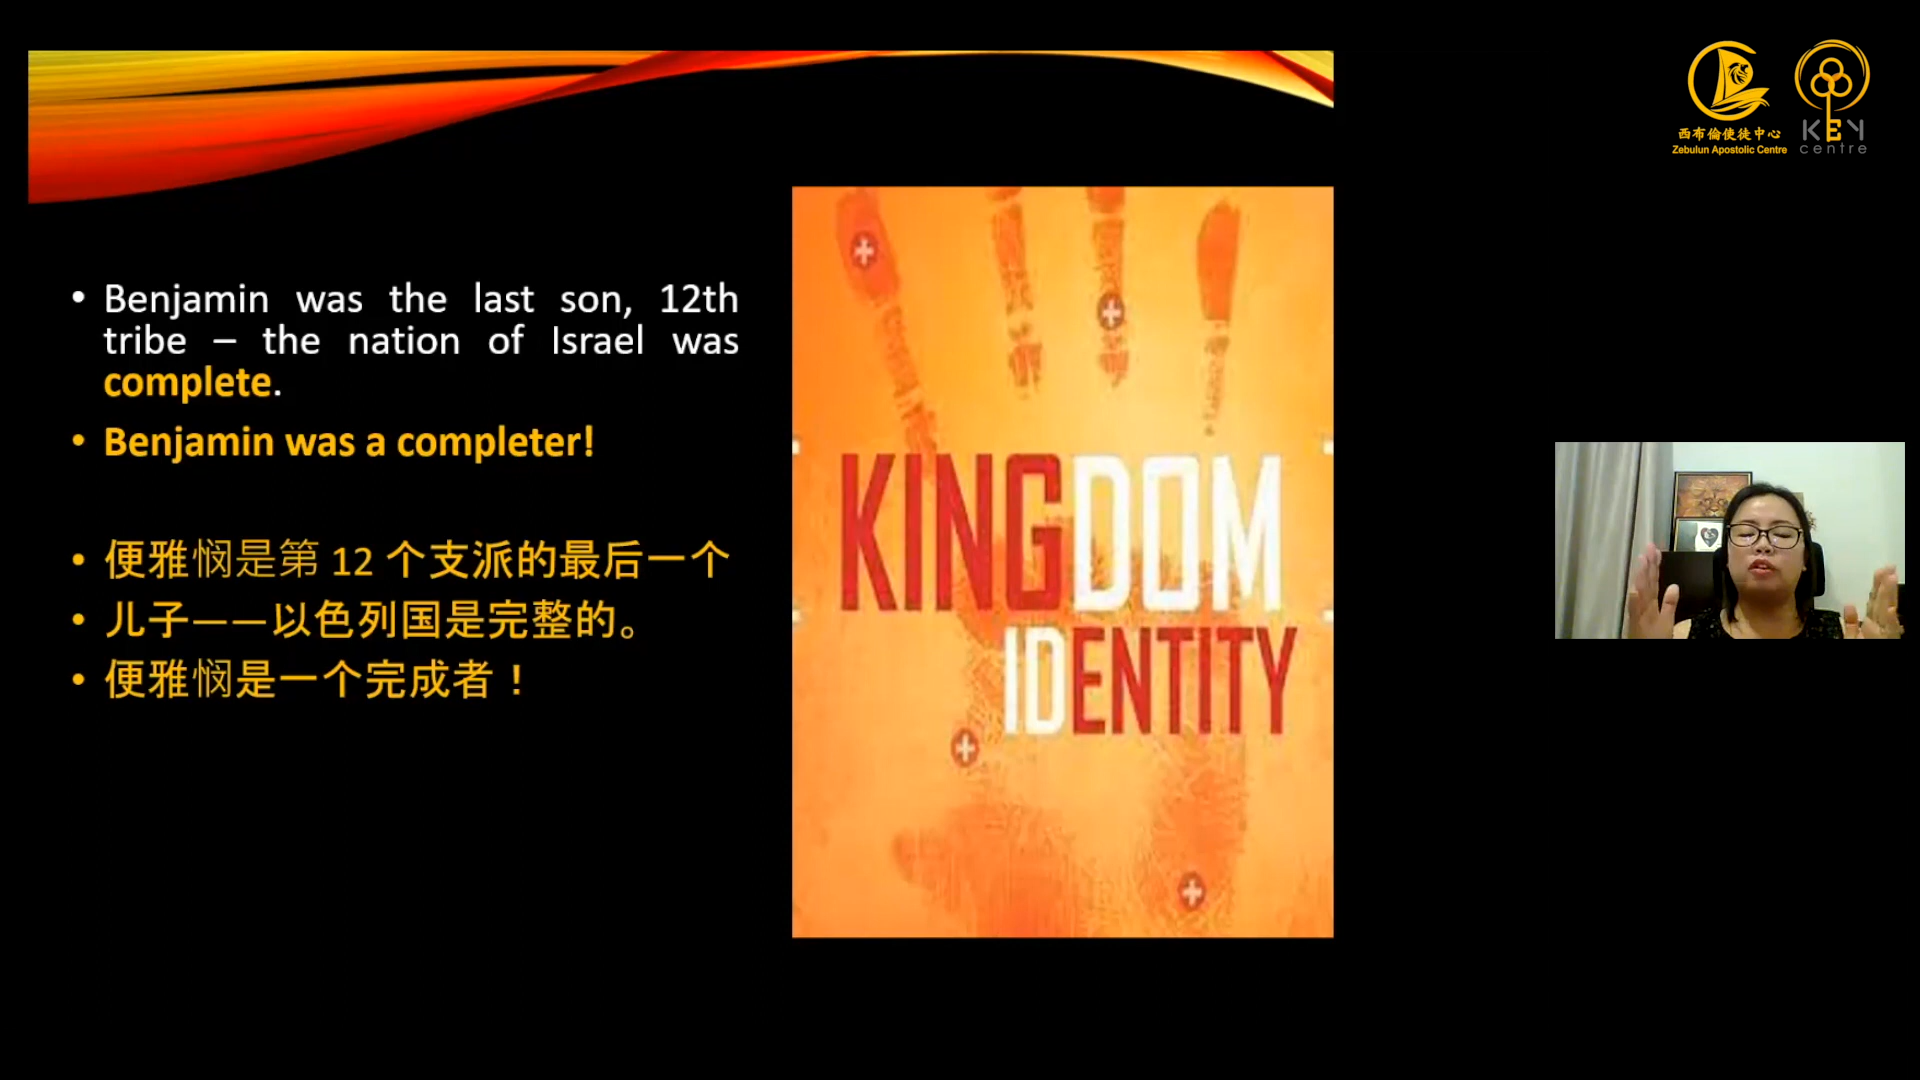 西布倫使徒中心
Zebulun Apostolic Centre
KEY
centre
• Benjamin was the last son, 12th
tribe – the nation of Israel was
complete.
• Benjamin was a completer!
• 便雅悯是第 12 个支派的最后一个
• 儿子——以色列国是完整的。
• 便雅悯是一个完成者！
KINGDOM
IDENTITY